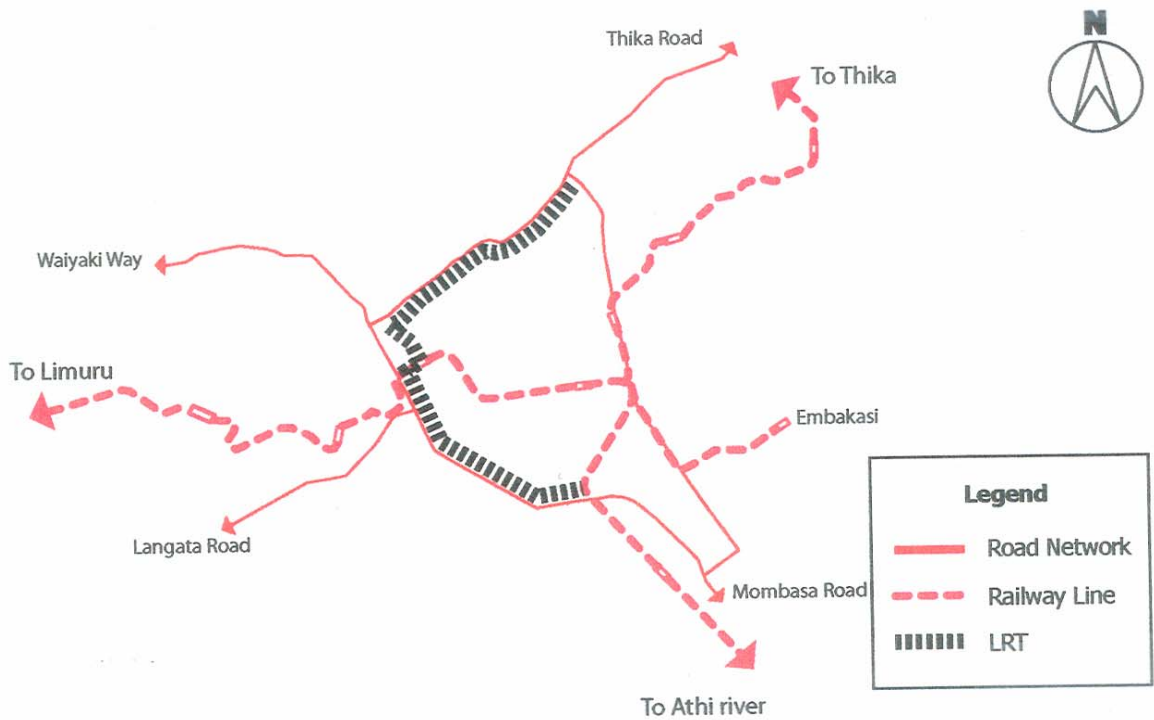 N
Thika Road
To Thika
Waiyaki Way
To Limuru
Embakasi
Langata Road
Mombasa Road
To Athi river
Legend
Road Network
Railway Line
LRT